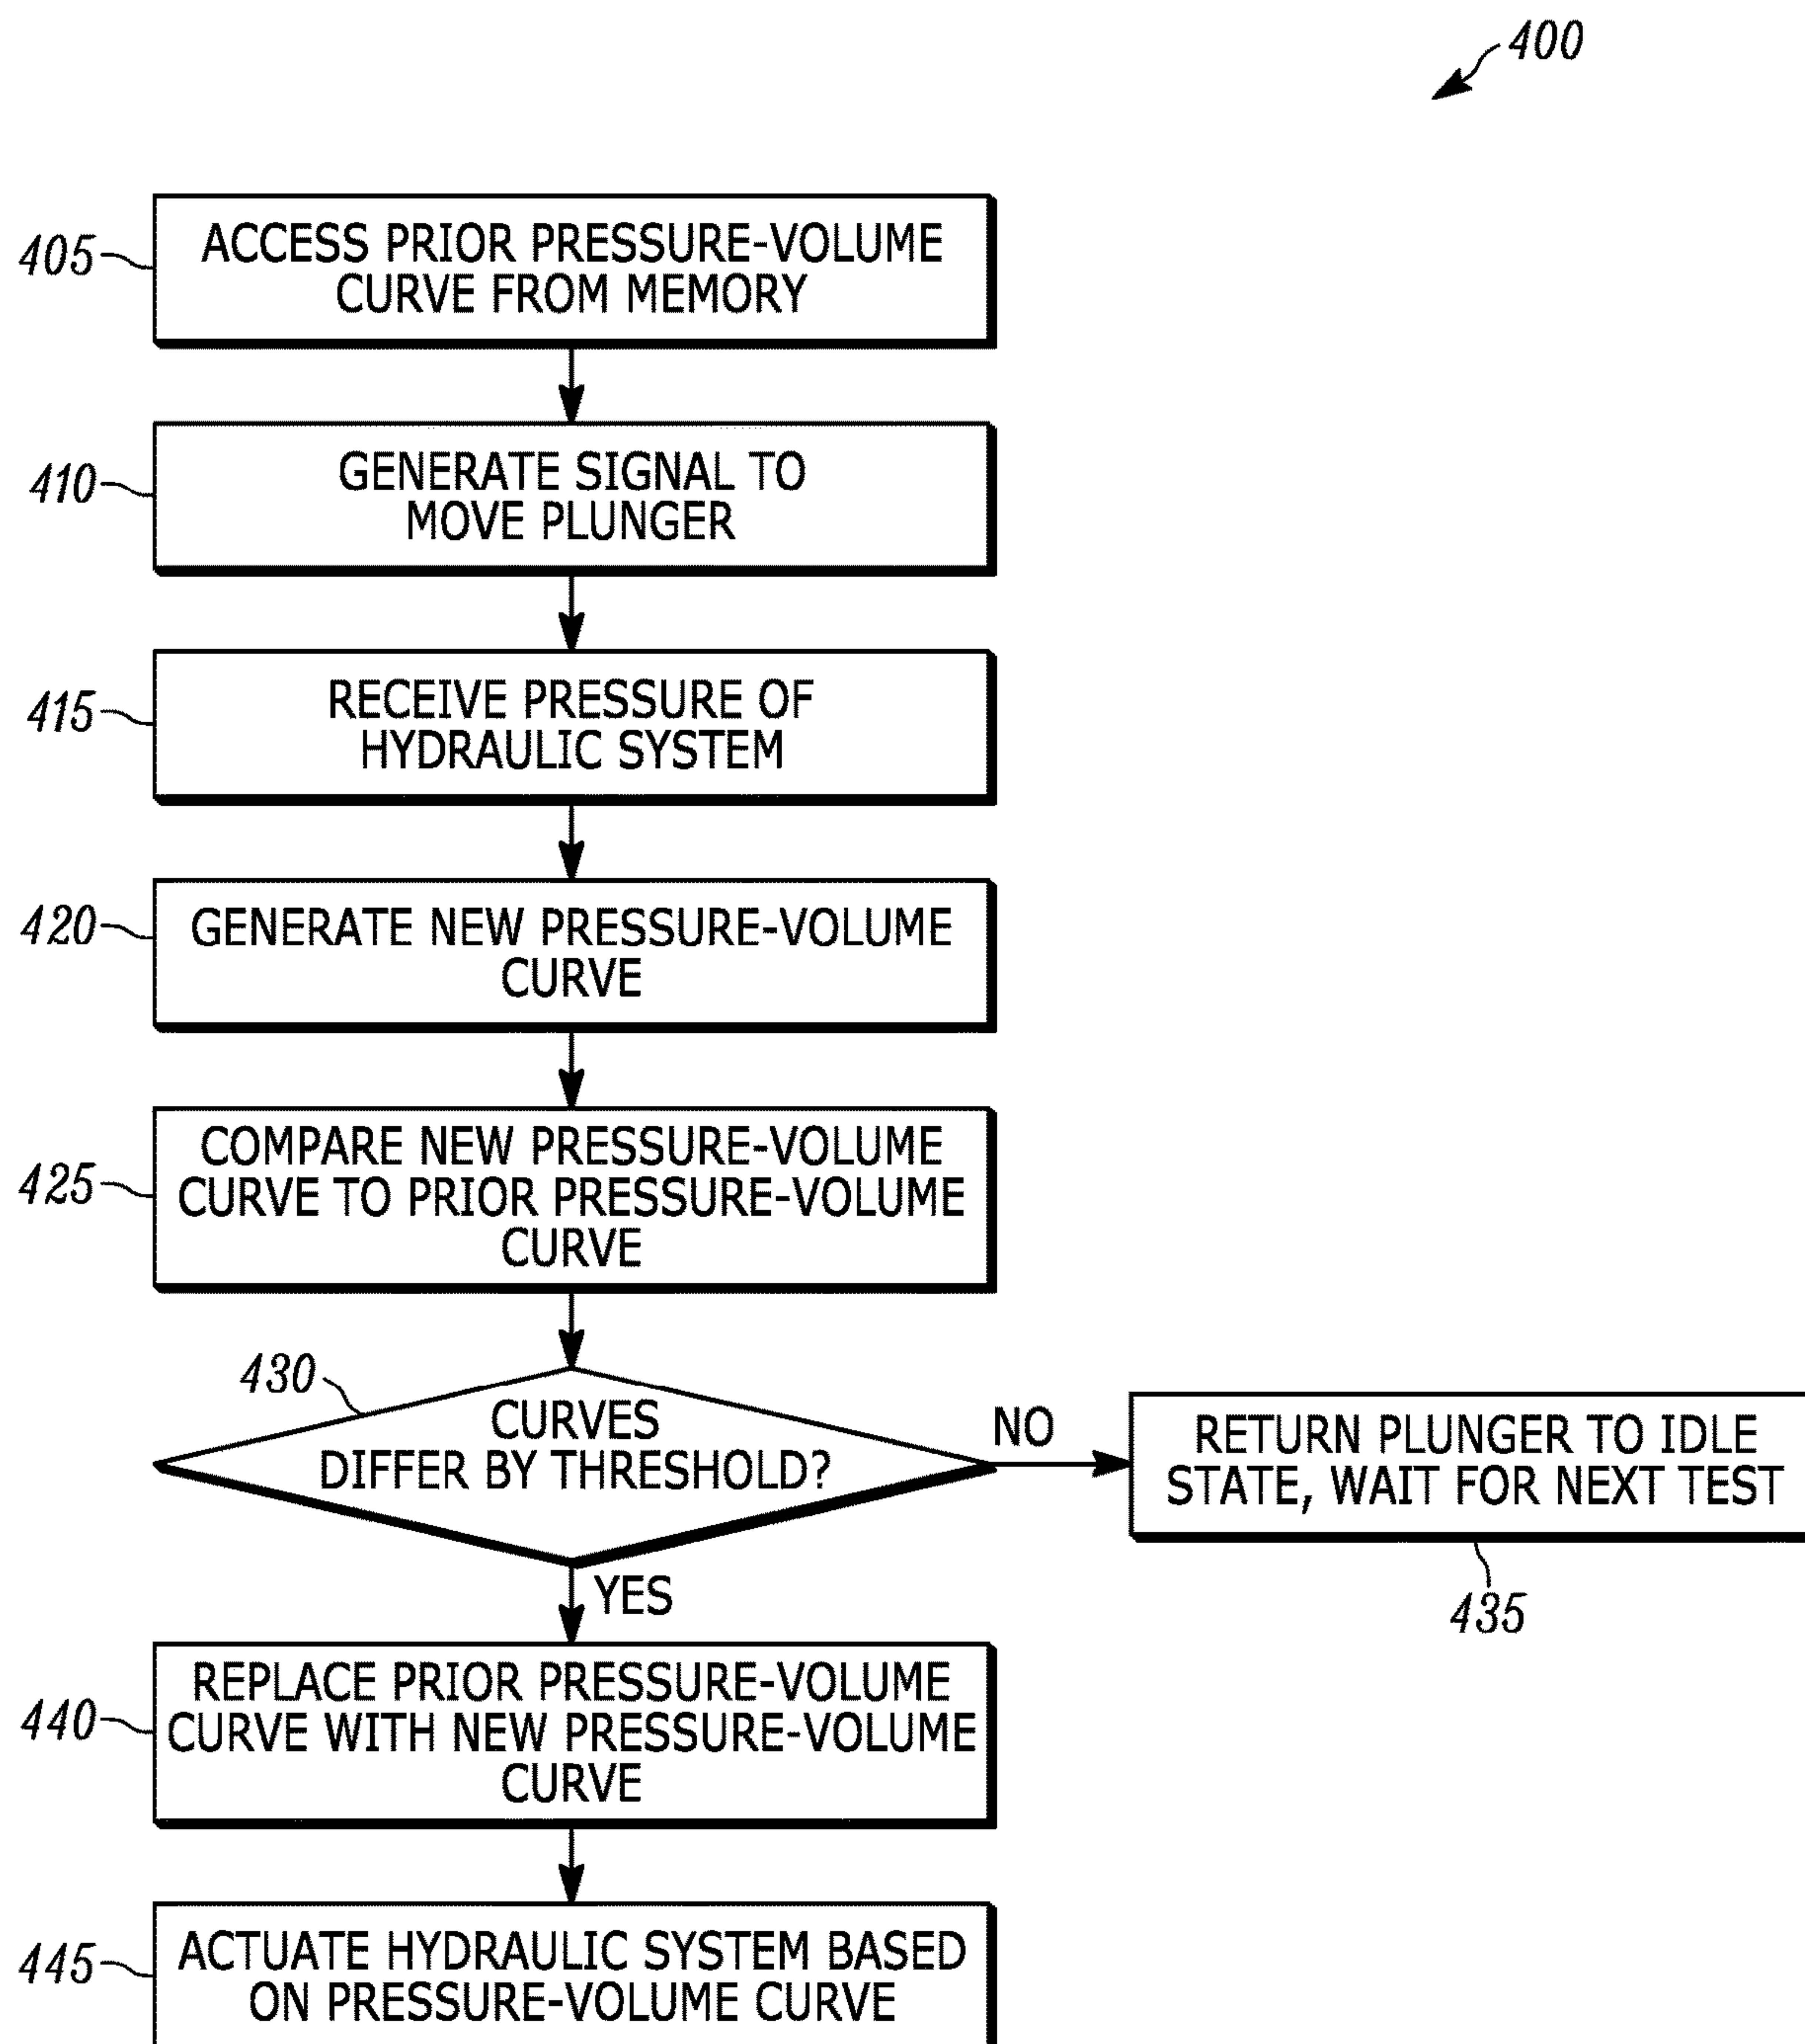 400
405
ACCESS PRIOR PRESSURE-VOLUME
CURVE FROM MEMORY
410
GENERATE SIGNAL TO
MOVE PLUNGER
415
RECEIVE PRESSURE OF
HYDRAULIC SYSTEM
420
GENERATE NEW PRESSURE-VOLUME
CURVE
425
COMPARE NEW PRESSURE-VOLUME
CURVE TO PRIOR PRESSURE-VOLUME
CURVE
430
CURVES
DIFFER BY THRESHOLD?
NO
RETURN PLUNGER TO IDLE
STATE, WAIT FOR NEXT TEST
435
YES
440
REPLACE PRIOR PRESSURE-VOLUME
CURVE WITH NEW PRESSURE-VOLUME
CURVE
445
ACTUATE HYDRAULIC SYSTEM BASED
ON PRESSURE-VOLUME CURVE